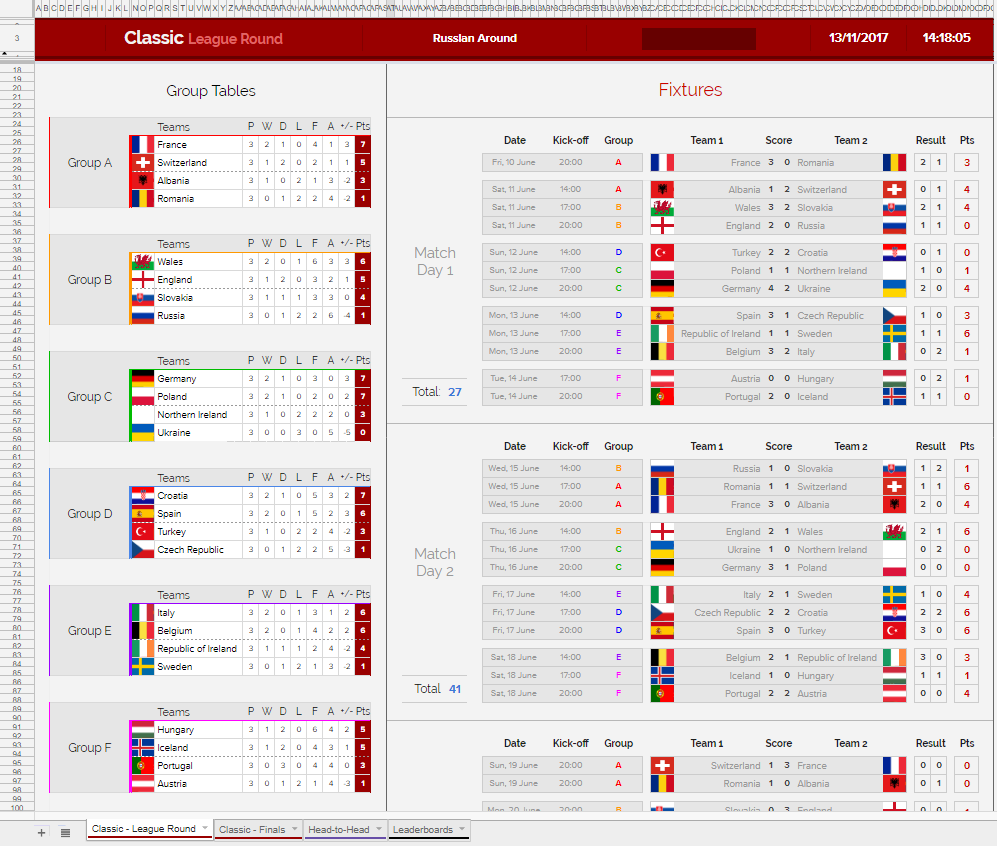 3
Classic League Round
Russian Around
13/11/2017
14:18:05
Group Tables
Teams P W D L F A +/- Pts
Group A
France 3 2 1 0 4 1 3 7
Switzerland 3 1 2 0 2 1 1 5
Albania 3 1 0 2 1 3 -2 3
Romania 3 0 1 2 2 4 -2 1
Teams P W D L F A +/- Pts
Group B
Wales 3 2 0 1 6 3 3 6
England 3 1 2 0 3 2 1 5
Slovakia 3 1 1 1 3 3 0 4
Russia 3 0 1 2 2 6 -4 1
Teams P W D L F A +/- Pts
Group C
Germany 3 2 1 0 3 0 3 7
Poland 3 2 1 0 2 0 2 7
Northern Ireland 3 1 0 2 2 2 0 3
Ukraine 3 0 0 3 0 5 -5 0
Teams P W D L F A +/- Pts
Group D
Croatia 3 2 1 0 5 3 2 7
Spain 3 2 0 1 5 2 3 6
Turkey 3 1 0 2 2 4 -2 3
Czech Republic 3 0 1 2 2 5 -3 1
Teams P W D L F A +/- Pts
Group E
Italy 3 2 0 1 3 1 2 6
Belgium 3 2 0 1 4 2 2 6
Republic of Ireland 3 1 1 1 2 4 -2 4
Sweden 3 0 1 2 1 3 -2 1
Teams P W D L F A +/- Pts
Group F
Hungary 3 1 2 0 6 4 2 5
Iceland 3 1 2 0 4 3 1 5
Portugal 3 0 3 0 4 4 0 3
Austria 3 0 1 2 1 4 -3 1
Fixtures
Date Kick-off Group Team 1 Score Team 2 Result Pts
Match
Day 1
Fri, 10 June 20:00 A France 3 0 Romania 2 1 3
Sat, 11 June 14:00 A Albania 1 2 Switzerland 0 1 4
Sat, 11 June 17:00 B Wales 3 2 Slovakia 2 1 4
Sat, 11 June 20:00 B England 2 0 Russia 1 1 0
Sun, 12 June 14:00 D Turkey 2 2 Croatia 0 1 0
Sun, 12 June 17:00 C Poland 1 1 Northern Ireland 1 0 1
Sun, 12 June 20:00 C Germany 4 2 Ukraine 2 0 4
Mon, 13 June 14:00 D Spain 3 1 Czech Republic 1 0 3
Mon, 13 June 17:00 E Republic of Ireland 1 1 Sweden 1 1 6
Mon, 13 June 20:00 E Belgium 3 2 Italy 0 2 1
Tue, 14 June 17:00 F Austria 0 0 Hungary 0 2 1
Tue, 14 June 20:00 F Portugal 2 0 Iceland 1 1 0
Total: 27
Date Kick-off Group Team 1 Score Team 2 Result Pts
Match
Day 2
Wed, 15 June 14:00 B Russia 1 0 Slovakia 1 2 1
Wed, 15 June 17:00 A Romania 1 1 Switzerland 1 1 6
Wed, 15 June 20:00 A France 3 0 Albania 2 0 4
Thu, 16 June 14:00 B England 2 1 Wales 2 1 6
Thu, 16 June 17:00 C Ukraine 1 0 Northern Ireland 0 2 0
Thu, 16 June 20:00 C Germany 3 1 Poland 0 0 0
Fri, 17 June 14:00 E Italy 2 1 Sweden 1 0 4
Fri, 17 June 17:00 D Czech Republic 2 2 Croatia 2 2 6
Fri, 17 June 20:00 D Spain 3 0 Turkey 3 0 6
Sat, 18 June 14:00 E Belgium 2 1 Republic of Ireland 3 0 3
Sat, 18 June 17:00 F Iceland 1 0 Hungary 1 1 1
Sat, 18 June 20:00 F Portugal 2 2 Austria 0 0 4
Total 41
Date Kick-off Group Team 1 Score Team 2 Result Pts
Sun, 19 June 20:00 A Switzerland 1 3 France 0 0 0
Sun, 19 June 20:00 A Romania 1 0 Albania 0 1 0
Mon, 20 June 20:00 B Slovakia 0 3 England 0 0 1
Classic - League Round
Classic - Finals
Head-to-Head
Leaderboards